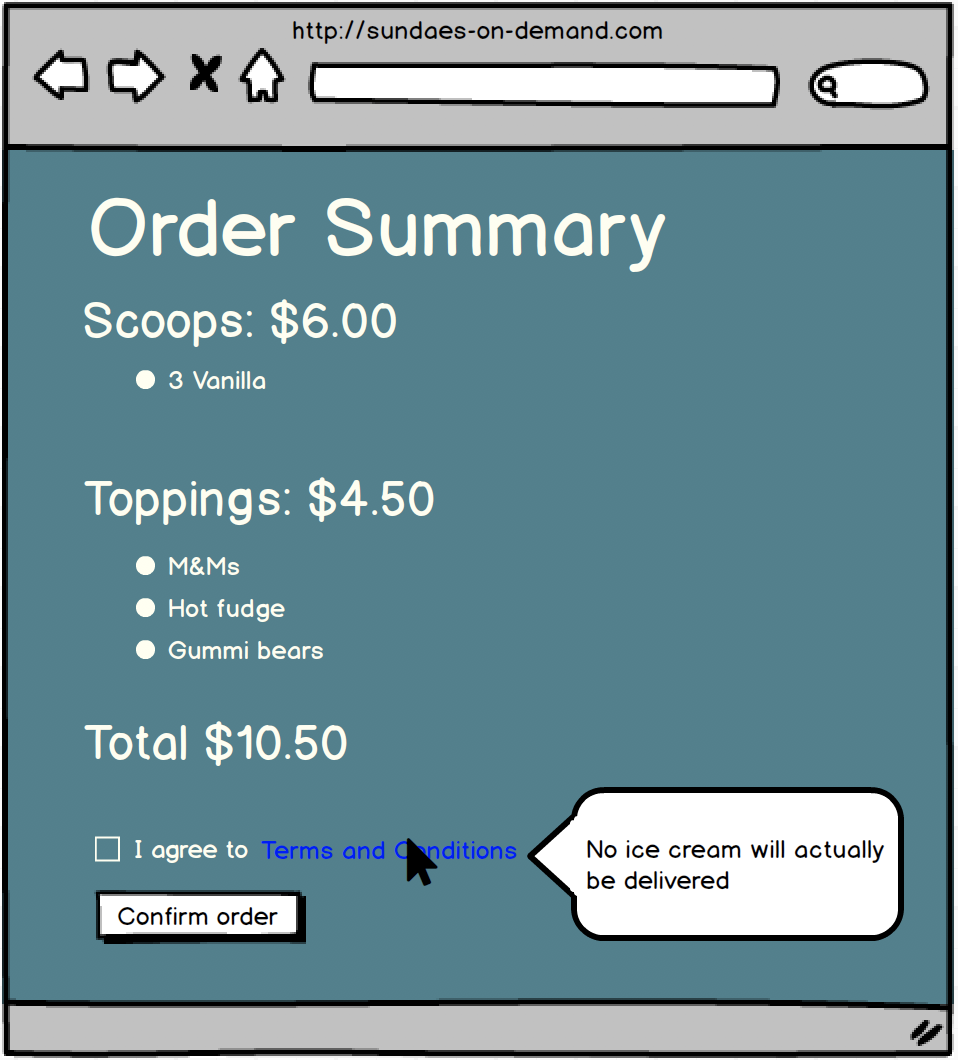 http://sundaes-on-demand.com
Order Summary
Scoops: $6.00
3 Vanilla
Toppings: $4.50
M&Ms
Hot fudge
Gummi bears
Total $10.50
I agree to Terms and Conditions
No ice cream will actually
be delivered
Confirm order